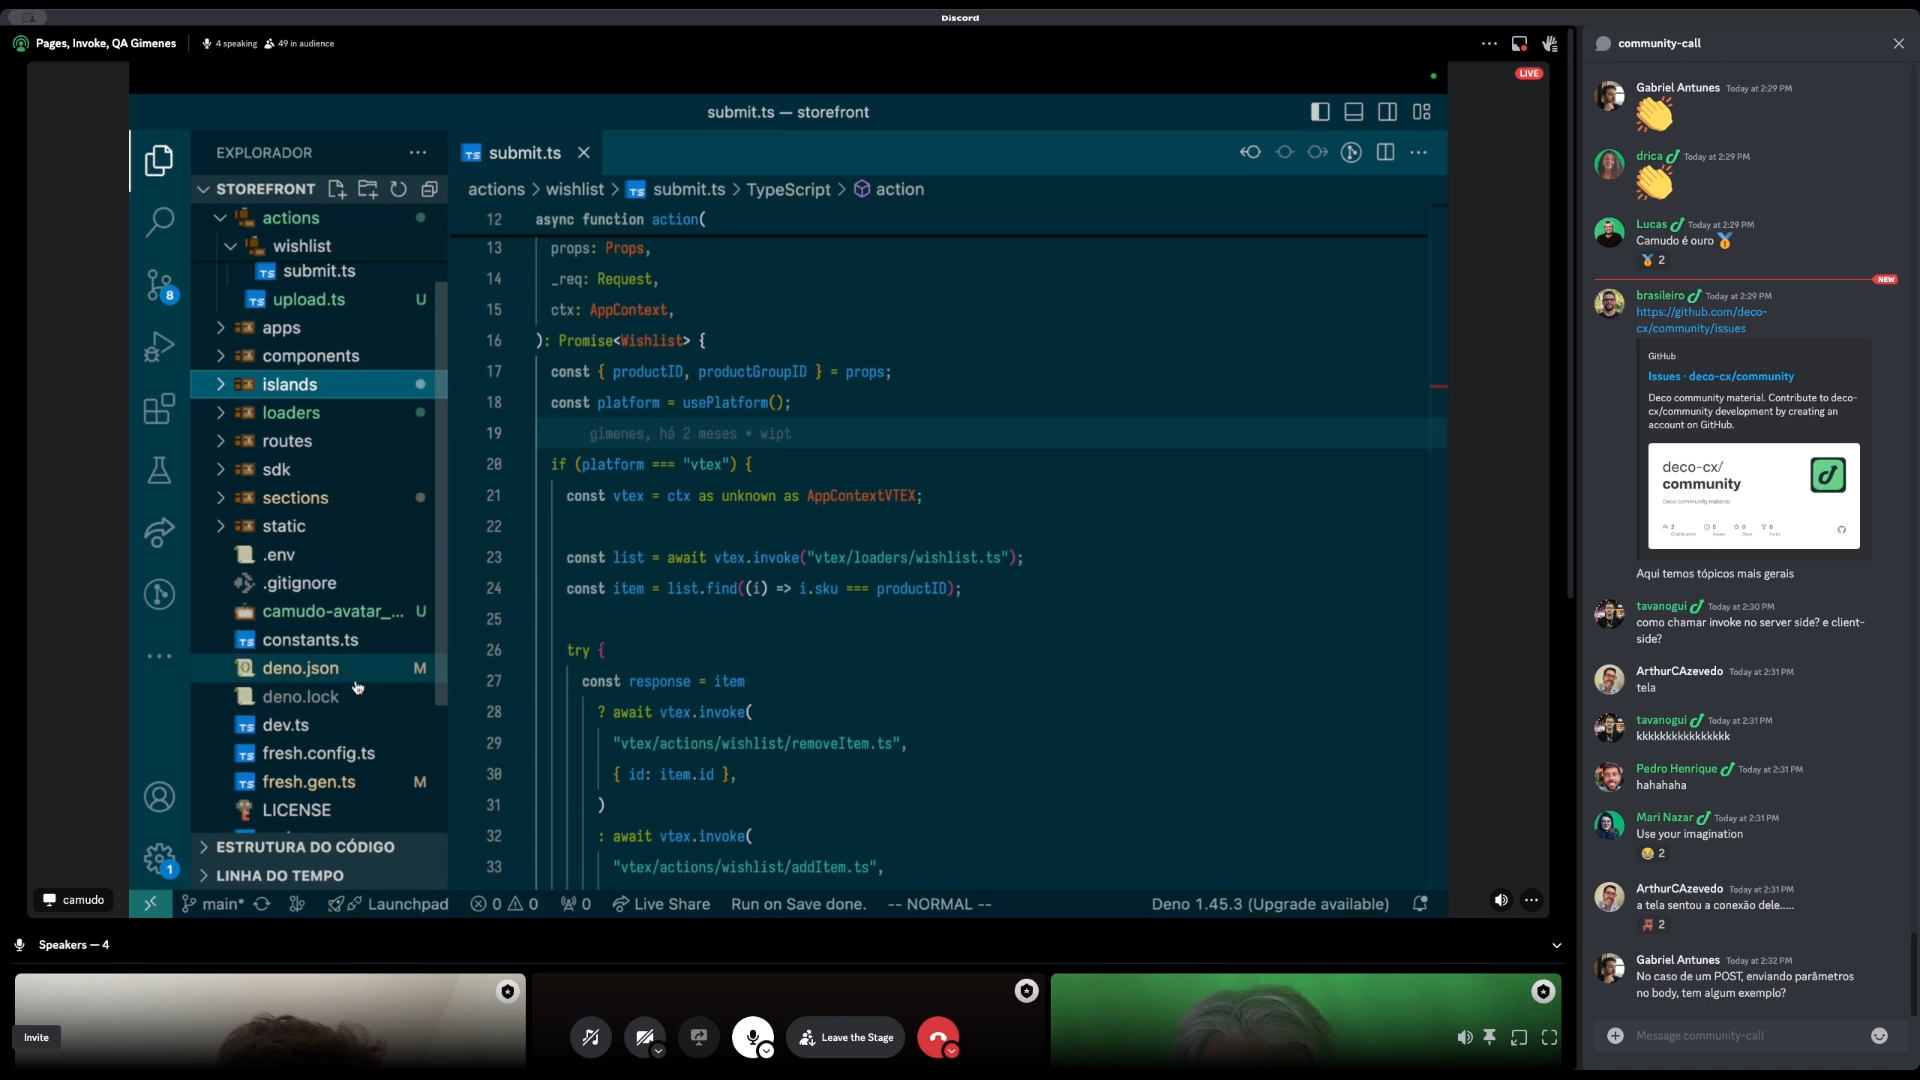 Discord
Pages, Invoke, QA Gimenes
4 speaking
49 in audience
LIVE
submit.ts — storefront
EXPLORADOR
STOREFRONT
actions
wishlist
submit.ts
upload.ts U
apps
components
islands
loaders
routes
sdk
sections
static
.env
.gitignore
camudo-avatar_... U
constants.ts
deno.json M
deno.lock
dev.ts
fresh.config.ts
fresh.gen.ts M
LICENSE
ESTRUTURA DO CÓDIGO
LINHA DO TEMPO
8
1
submit.ts
actions > wishlist > submit.ts > TypeScript > action
12 async function action(
13 props: Props,
14 _req: Request,
15 ctx: AppContext,
16 ): Promise<Wishlist> {
17 const { productID, productGroupID } = props;
18 const platform = usePlatform();
19 gimenes, há 2 meses • wipt
20 if (platform === "vtex") {
21 const vtex = ctx as unknown as AppContextVTEX;
22
23 const list = await vtex.invoke("vtex/loaders/wishlist.ts");
24 const item = list.find((i) => i.sku === productID);
25
26 try {
27 const response = item
28 ? await vtex.invoke(
29 "vtex/actions/wishlist/removeItem.ts",
30 { id: item.id },
31 )
32 : await vtex.invoke(
33 "vtex/actions/wishlist/addItem.ts",
main* Launchpad 0 0 0 Live Share Run on Save done. -- NORMAL -- Deno 1.45.3 (Upgrade available)
camudo
Speakers — 4
Invite
Leave the Stage
community-call
Gabriel Antunes Today at 2:29 PM
drica Today at 2:29 PM
Lucas Today at 2:29 PM
Camudo é ouro
2
NEW
brasileiro Today at 2:29 PM
https://github.com/deco-
cx/community/issues
GitHub
Issues · deco-cx/community
Deco community material. Contribute to deco-
cx/community development by creating an
account on GitHub.
deco-cx/
community
Deco community material
Aqui temos tópicos mais gerais
tavanogui Today at 2:30 PM
como chamar invoke no server side? e client-
side?
ArthurCAzevedo Today at 2:31 PM
tela
tavanogui Today at 2:31 PM
kkkkkkkkkkkkkkkk
Pedro Henrique Today at 2:31 PM
hahahaha
Mari Nazar Today at 2:31 PM
Use your imagination
2
ArthurCAzevedo Today at 2:31 PM
a tela sentou a conexão dele.....
2
Gabriel Antunes Today at 2:32 PM
No caso de um POST, enviando parâmetros
no body, tem algum exemplo?
Message community-call